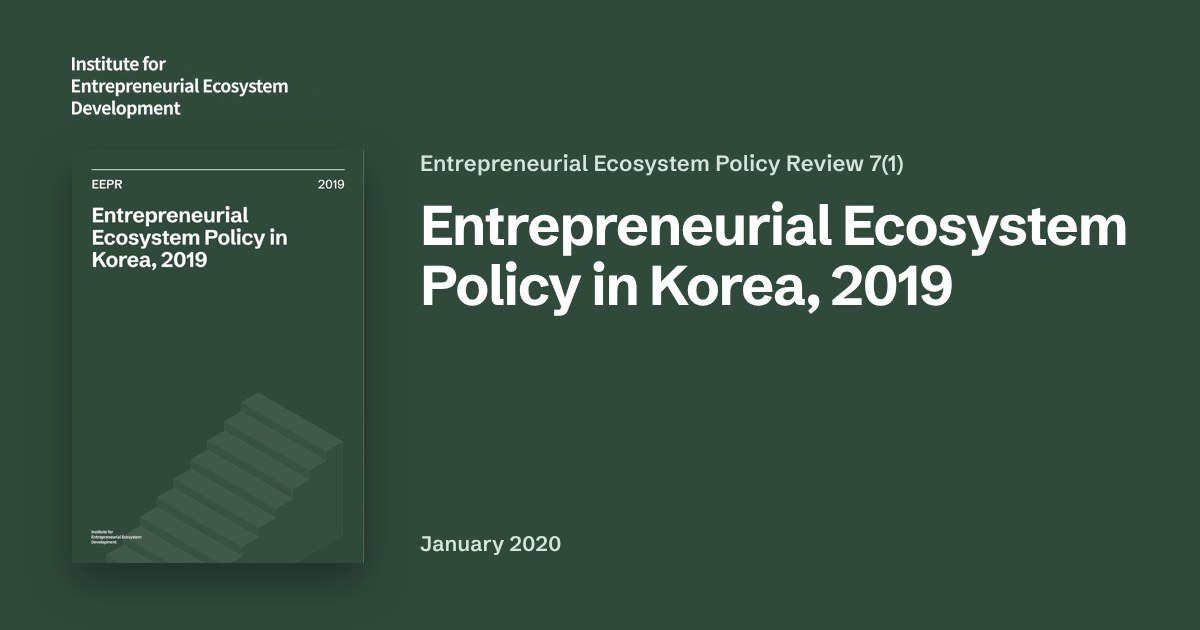 Institute for
Entrepreneurial Ecosystem
Development
EEPR 2019
Entrepreneurial
Ecosystem Policy in
Korea, 2019
Institute for
Entrepreneurial Ecosystem
Development
Entrepreneurial Ecosystem Policy Review 7(1)
Entrepreneurial Ecosystem
Policy in Korea, 2019
January 2020